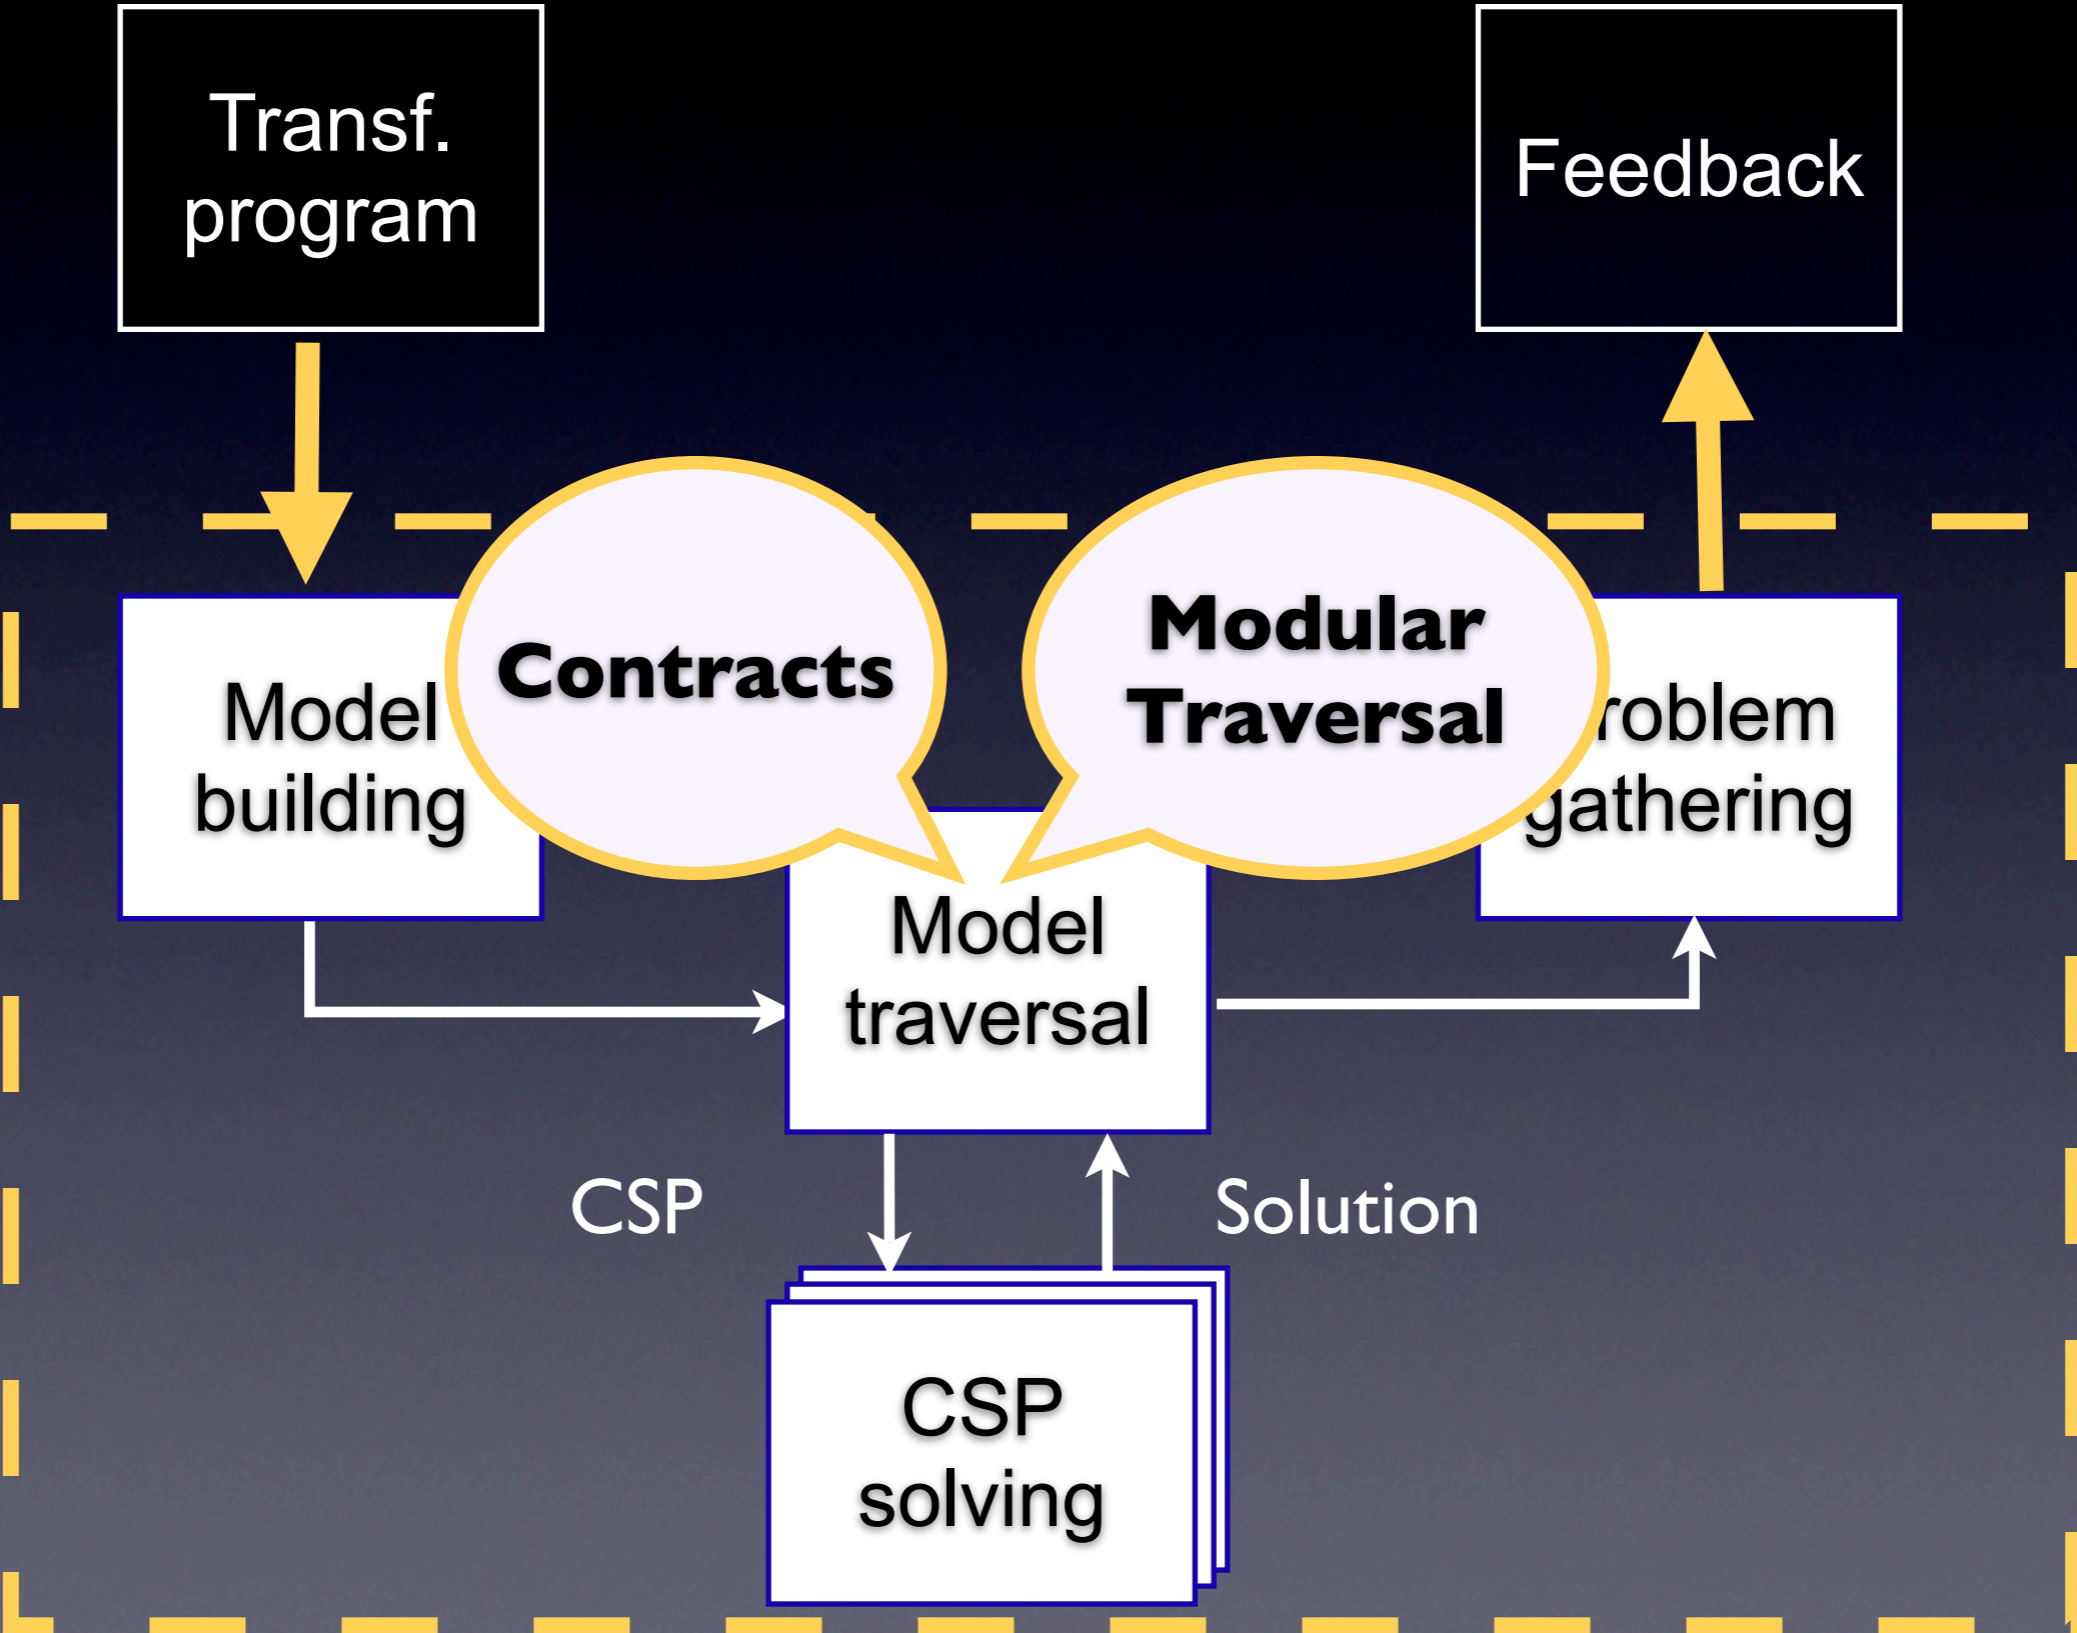 Transf.
program
Feedback
Contracts
Modular
Traversal
Model
building
roblem
gathering
Model
traversal
CSP
Solution
CSP
solving